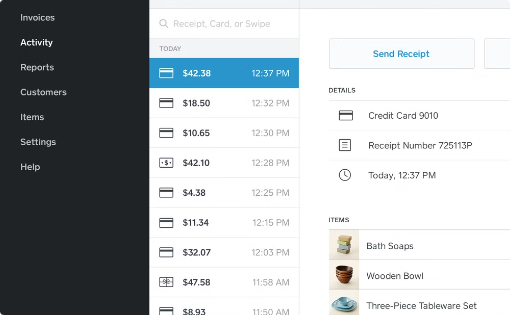 Invoices
Activity
Reports
Customers
Items
Settings
Help
Receipt, Card, or Swipe
TODAY
$42.38 12:37 PM
$18.50 12:32 PM
$10.65 12:30 PM
$42.10 12:28 PM
$4.38 12:25 PM
$11.34 12:15 PM
$32.07 12:03 PM
$47.58 11:58 AM
$8.93 11:50 AM
Send Receipt
DETAILS
Credit Card 9010
Receipt Number 725113P
Today, 12:37 PM
ITEMS
Bath Soaps
Wooden Bowl
Three-Piece Tableware Set